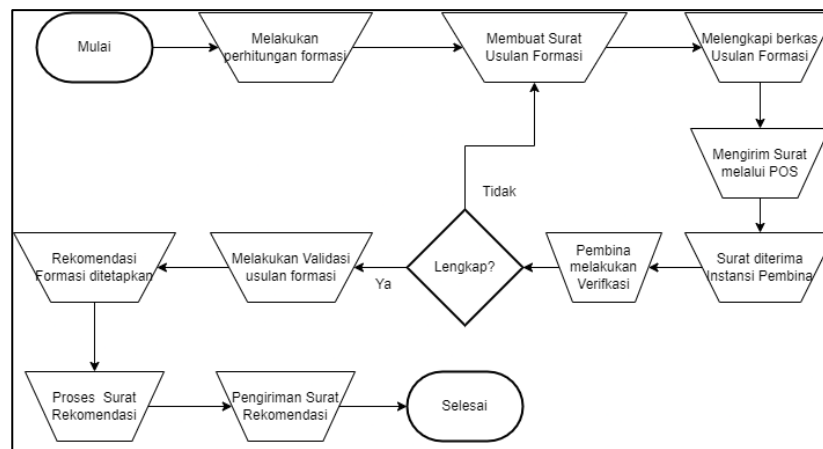 Mulai
Melakukan
perhitungan formasi
Membuat Surat
Usulan Formasi
Melengkapi berkas
Usulan Formasi
Mengirim Surat
melalui POS
Tidak
Rekomendasi
Formasi ditetapkan
Melakukan Validasi
usulan formasi
Ya
Lengkap?
Pembina
melakukan
Verifkasi
Surat diterima
Instansi Pembina
Proses Surat
Rekomendasi
Pengiriman Surat
Rekomendasi
Selesai